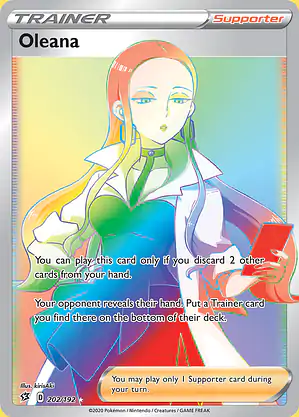 TRAINER Supporter
Oleana
You can play this card only if you discard 2 other
cards from your hand.
Your opponent reveals their hand. Put a Trainer card
you find there on the bottom of their deck.
Illus. kirisAki
D 202/192
You may play only 1 Supporter card during
your turn.
©2020 Pokémon / Nintendo / Creatures / GAME FREAK